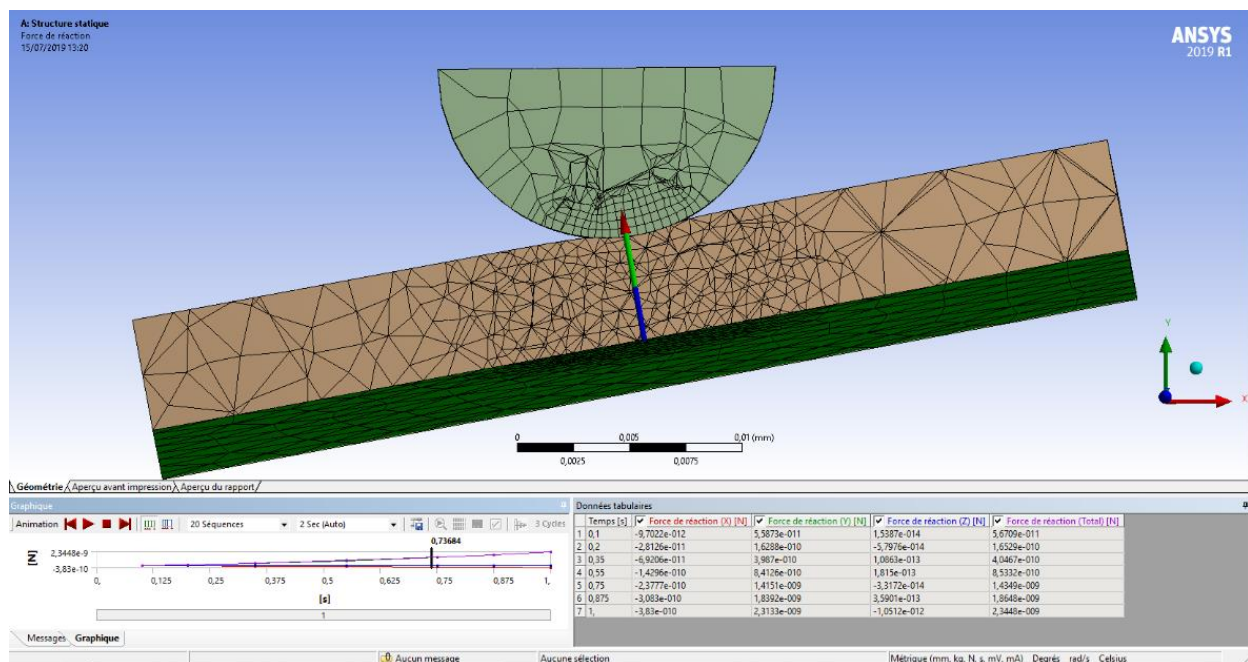 A: Structure statique
Force de réaction
15/07/2019 13:20
ANSYS
2019 R1
Y
X
0 0,005 0,01 (mm)
0,0025 0,0075
Géométrie Aperçu avant impression Aperçu du rapport
Graphique
Animation 20 Séquences 2 Sec (Auto) 3 Cycles
0,73684
[N]
2,3448e-9
-3,83e-10
0, 0,125 0,25 0,375 0,5 0,625 0,75 0,875 1,
[s]
1
Messages Graphique
Données tabulaires
Temps [s] Force de réaction (X) [N] Force de réaction (Y) [N] Force de réaction (Z) [N] Force de réaction (Total) [N]
1 0,1 -9,7022e-012 5,5873e-011 1,5387e-014 5,6709e-011
2 0,2 -2,8126e-011 1,6288e-010 -5,7976e-014 1,6529e-010
3 0,35 -6,9206e-011 3,987e-010 1,0863e-013 4,0467e-010
4 0,55 -1,4296e-010 8,4126e-010 1,815e-013 8,5332e-010
5 0,75 -2,3777e-010 1,4151e-009 -3,3172e-014 1,4349e-009
6 0,875 -3,083e-010 1,8392e-009 3,5901e-013 1,8648e-009
7 1, -3,83e-010 2,3133e-009 -1,0512e-012 2,3448e-009
Aucun message Aucune sélection Métrique (mm, kg, N, s, mV, mA) Degrés rad/s Celsius